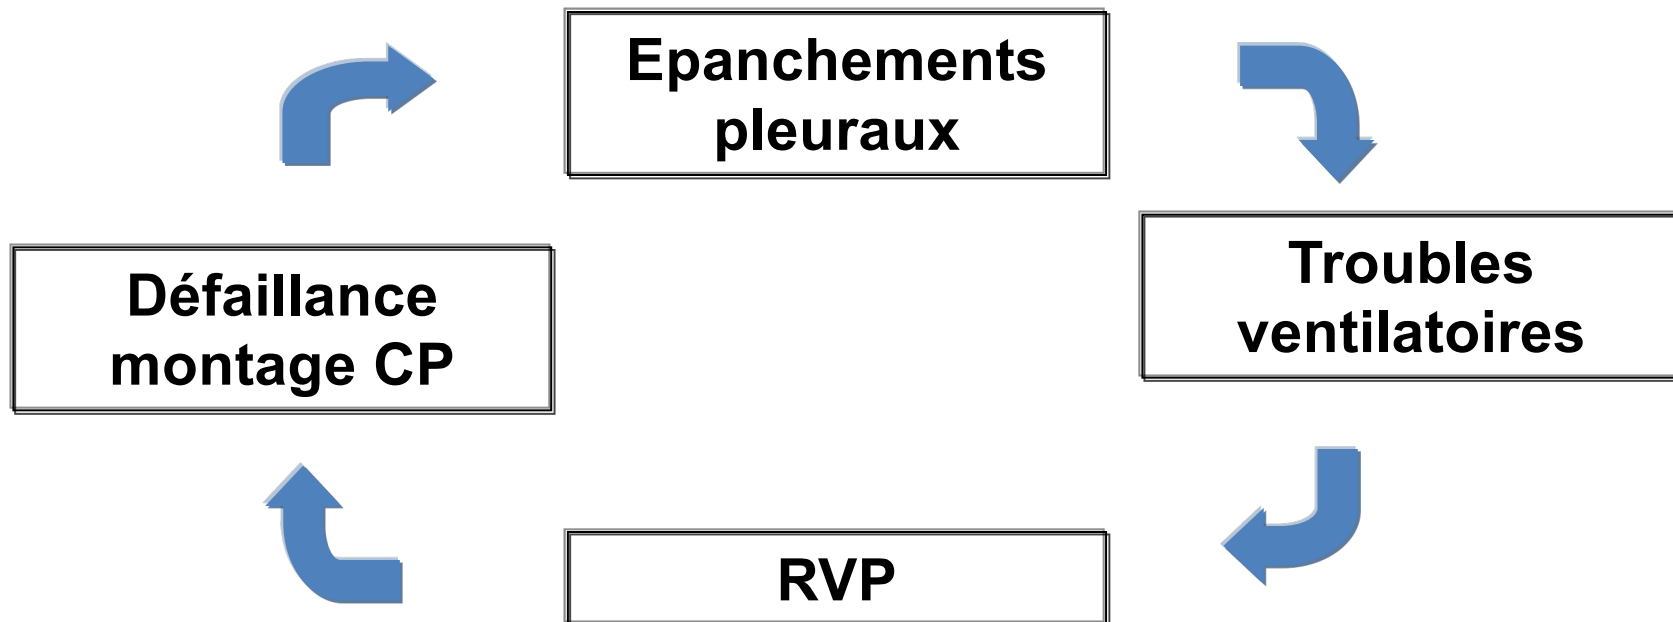 Epanchements
pleuraux
Troubles
ventilatoires
RVP
Défaillance
montage CP